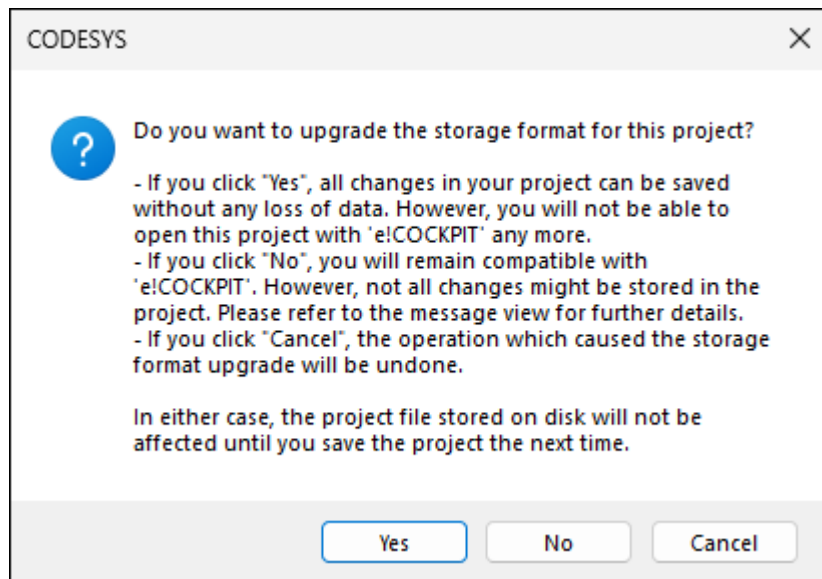 CODESYS
?
Do you want to upgrade the storage format for this project?
- If you click "Yes", all changes in your project can be saved
without any loss of data. However, you will not be able to
open this project with 'e!COCKPIT' any more.
- If you click "No", you will remain compatible with
'e!COCKPIT'. However, not all changes might be stored in the
project. Please refer to the message view for further details.
- If you click "Cancel", the operation which caused the storage
format upgrade will be undone.
In either case, the project file stored on disk will not be
affected until you save the project the next time.
Yes No Cancel